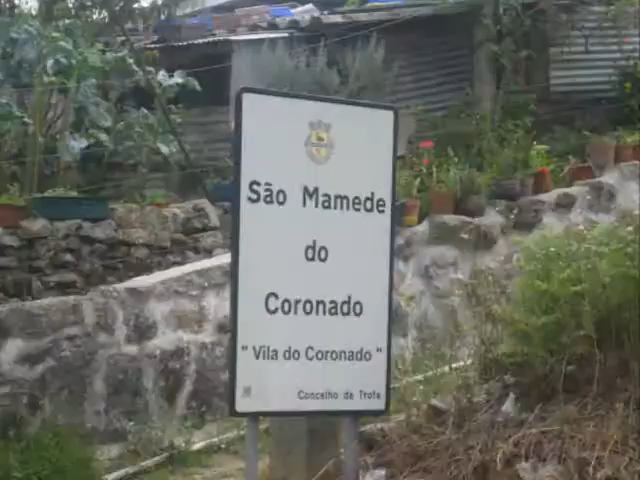 São Mamede
do
Coronado
" Vila do Coronado "
Concelho da Trofa